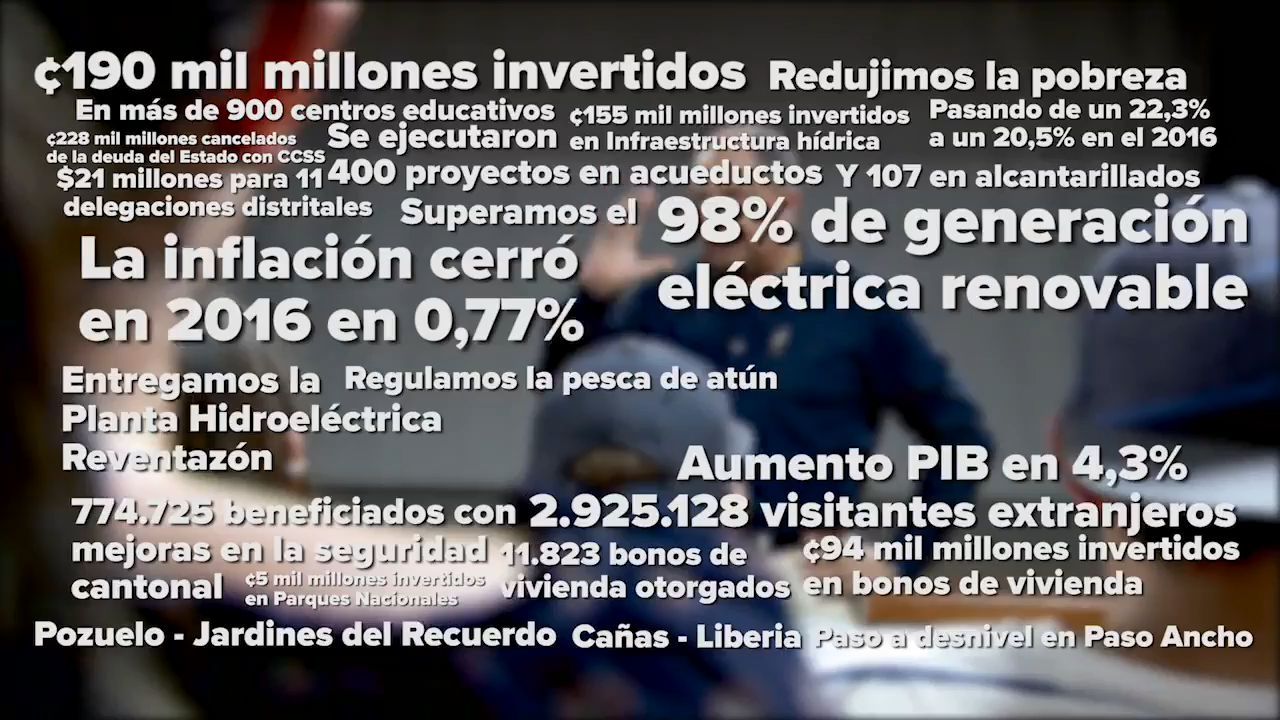 ¢190 mil millones invertidos
En más de 900 centros educativos
Redujimos la pobreza
Pasando de un 22,3%
a un 20,5% en el 2016
¢228 mil millones cancelados
de la deuda del Estado con CCSS
Se ejecutaron
400 proyectos en acueductos
¢155 mil millones invertidos
en Infraestructura hídrica
Y 107 en alcantarillados
$21 millones para 11
delegaciones distritales
Superamos el
98% de generación
eléctrica renovable
La inflación cerró
en 2016 en 0,77%
Entregamos la
Planta Hidroeléctrica
Reventazón
Regulamos la pesca de atún
Aumento PIB en 4,3%
774.725 beneficiados con
mejoras en la seguridad
cantonal
2.925.128 visitantes extranjeros
¢5 mil millones invertidos
en Parques Nacionales
11.823 bonos de
vivienda otorgados
¢94 mil millones invertidos
en bonos de vivienda
Pozuelo - Jardines del Recuerdo
Cañas - Liberia
Paso a desnivel en Paso Ancho